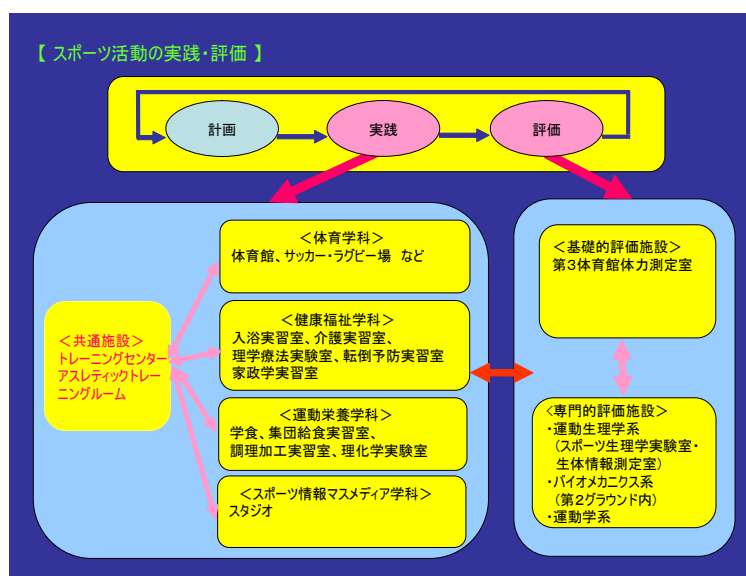 【 スポーツ活動の実践・評価 】
計画
実践
評価
＜共通施設＞
トレーニングセンター
アスレティックトレー
ニングルーム
＜体育学科＞
体育館、サッカー・ラグビー場 など
＜健康福祉学科＞
入浴実習室、介護実習室、
理学療法実験室、転倒予防実習室
家政学実習室
＜運動栄養学科＞
学食、集団給食実習室、
調理加工実習室、理化学実験室
＜スポーツ情報マスメディア学科＞
スタジオ
＜基礎的評価施設＞
第３体育館体力測定室
＜専門的評価施設＞
・運動生理学系
（スポーツ生理学実験室・
生体情報測定室）
・バイオメカニクス系
（第２グラウンド内）
・運動学系